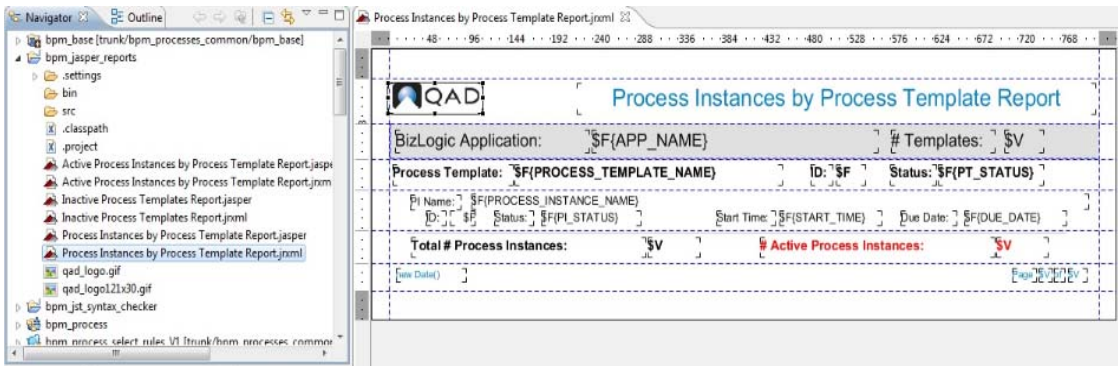 Navigator
Outline
bpm_base [trunk/bpm_processes_common/bpm_base]
bpm_jasper_reports
.settings
bin
src
.classpath
.project
Active Process Instances by Process Template Report.jaspe
Active Process Instances by Process Template Report.jrxm
Inactive Process Templates Report.jasper
Inactive Process Templates Report.jrxml
Process Instances by Process Template Report.jasper
Process Instances by Process Template Report.jrxml
qad_logo.gif
qad_logo121x30.gif
bpm_jst_syntax_checker
bpm_process
bpm_process_select_rules_V1 [trunk/bpm_processes_common
Process Instances by Process Template Report.jrxml
48 96 144 192 240 288 336 384 432 480 528 576 624 672 720 768
QAD Process Instances by Process Template Report
BizLogic Application: $F{APP_NAME} # Templates: $V
Process Template: $F{PROCESS_TEMPLATE_NAME} ID: $F Status: $F{PT_STATUS}
PI Name: $F{PROCESS_INSTANCE_NAME}
ID: $F Status: $F{PI_STATUS} Start Time: $F{START_TIME} Due Date: $F{DUE_DATE}
Total # Process Instances: $V # Active Process Instances: $V
new Date() Page $V of $V